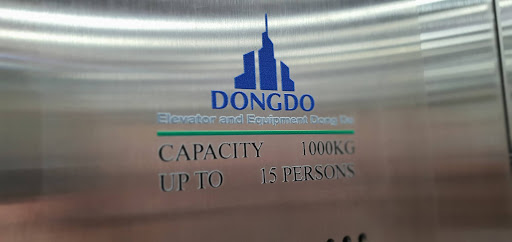 DONGDO
Elevator and Equipment Dong Do
CAPACITY 1000KG
UP TO 15 PERSONS